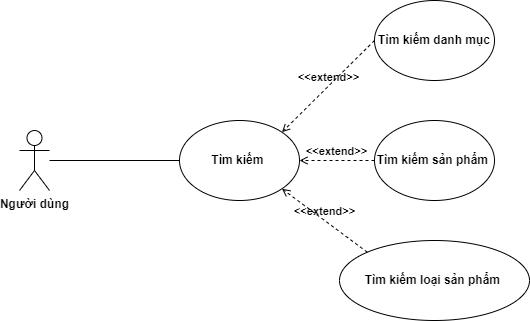 Tìm kiếm danh mục
<<extend>>
Tìm kiếm
<<extend>>
Tìm kiếm sản phẩm
Người dùng
<<extend>>
Tìm kiếm loại sản phẩm